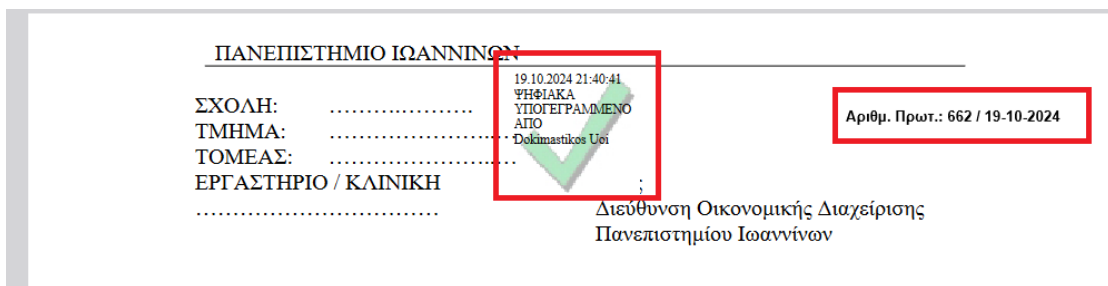 ΠΑΝΕΠΙΣΤΗΜΙΟ ΙΩΑΝΝΙΝΩΝ
19.10.2024 21:40:41
ΨΗΦΙΑΚΑ
ΥΠΟΓΕΓΡΑΜΜΕΝΟ
ΑΠΟ
Dokimastikos Uoi
Αριθμ. Πρωτ.: 662 / 19-10-2024
ΣΧΟΛΗ: ……….……….
ΤΜΗΜΑ: …………………..…
ΤΟΜΕΑΣ: …………………..…
ΕΡΓΑΣΤΗΡΙΟ / ΚΛΙΝΙΚΗ
……………………………
;
Διεύθυνση Οικονομικής Διαχείρισης
Πανεπιστημίου Ιωαννίνων